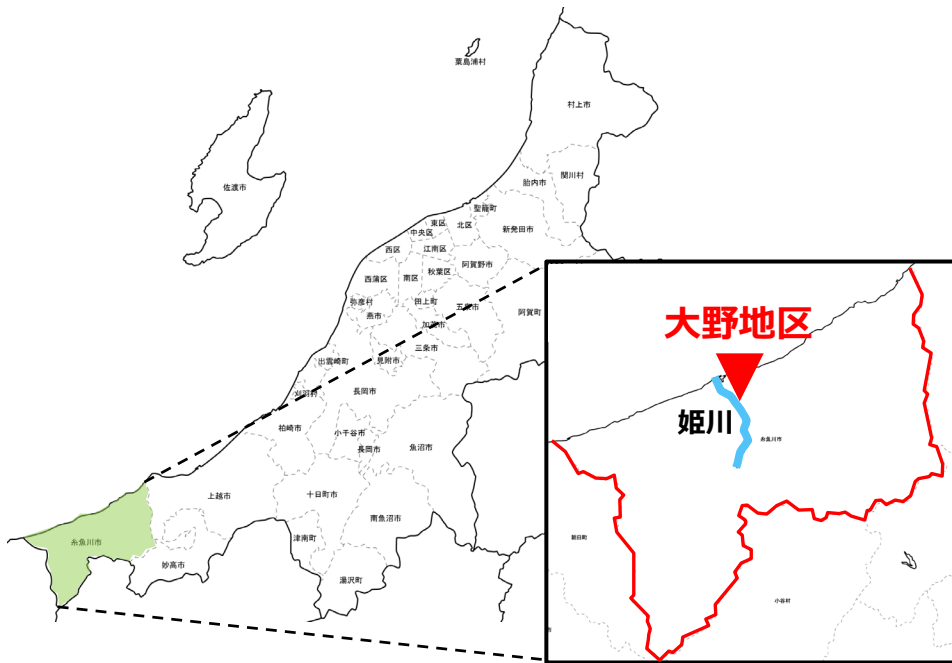 粟島浦村
村上市
関川村
胎内市
佐渡市
聖籠町
東区
北区
中央区
新発田市
西区
江南区
阿賀野市
秋葉区
西蒲区
南区
弥彦村
田上町
五泉市
阿賀町
燕市
加茂市
三条市
出雲崎町
見附市
刈羽村
長岡市
柏崎市
小千谷市
長岡市
魚沼市
上越市
十日町市
南魚沼市
糸魚川市
津南町
妙高市
湯沢町
大野地区
姫川
糸魚川市
朝日町
小谷村